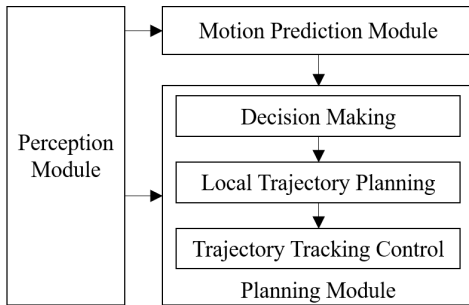 Perception
Module
Motion Prediction Module
Decision Making
Local Trajectory Planning
Trajectory Tracking Control
Planning Module